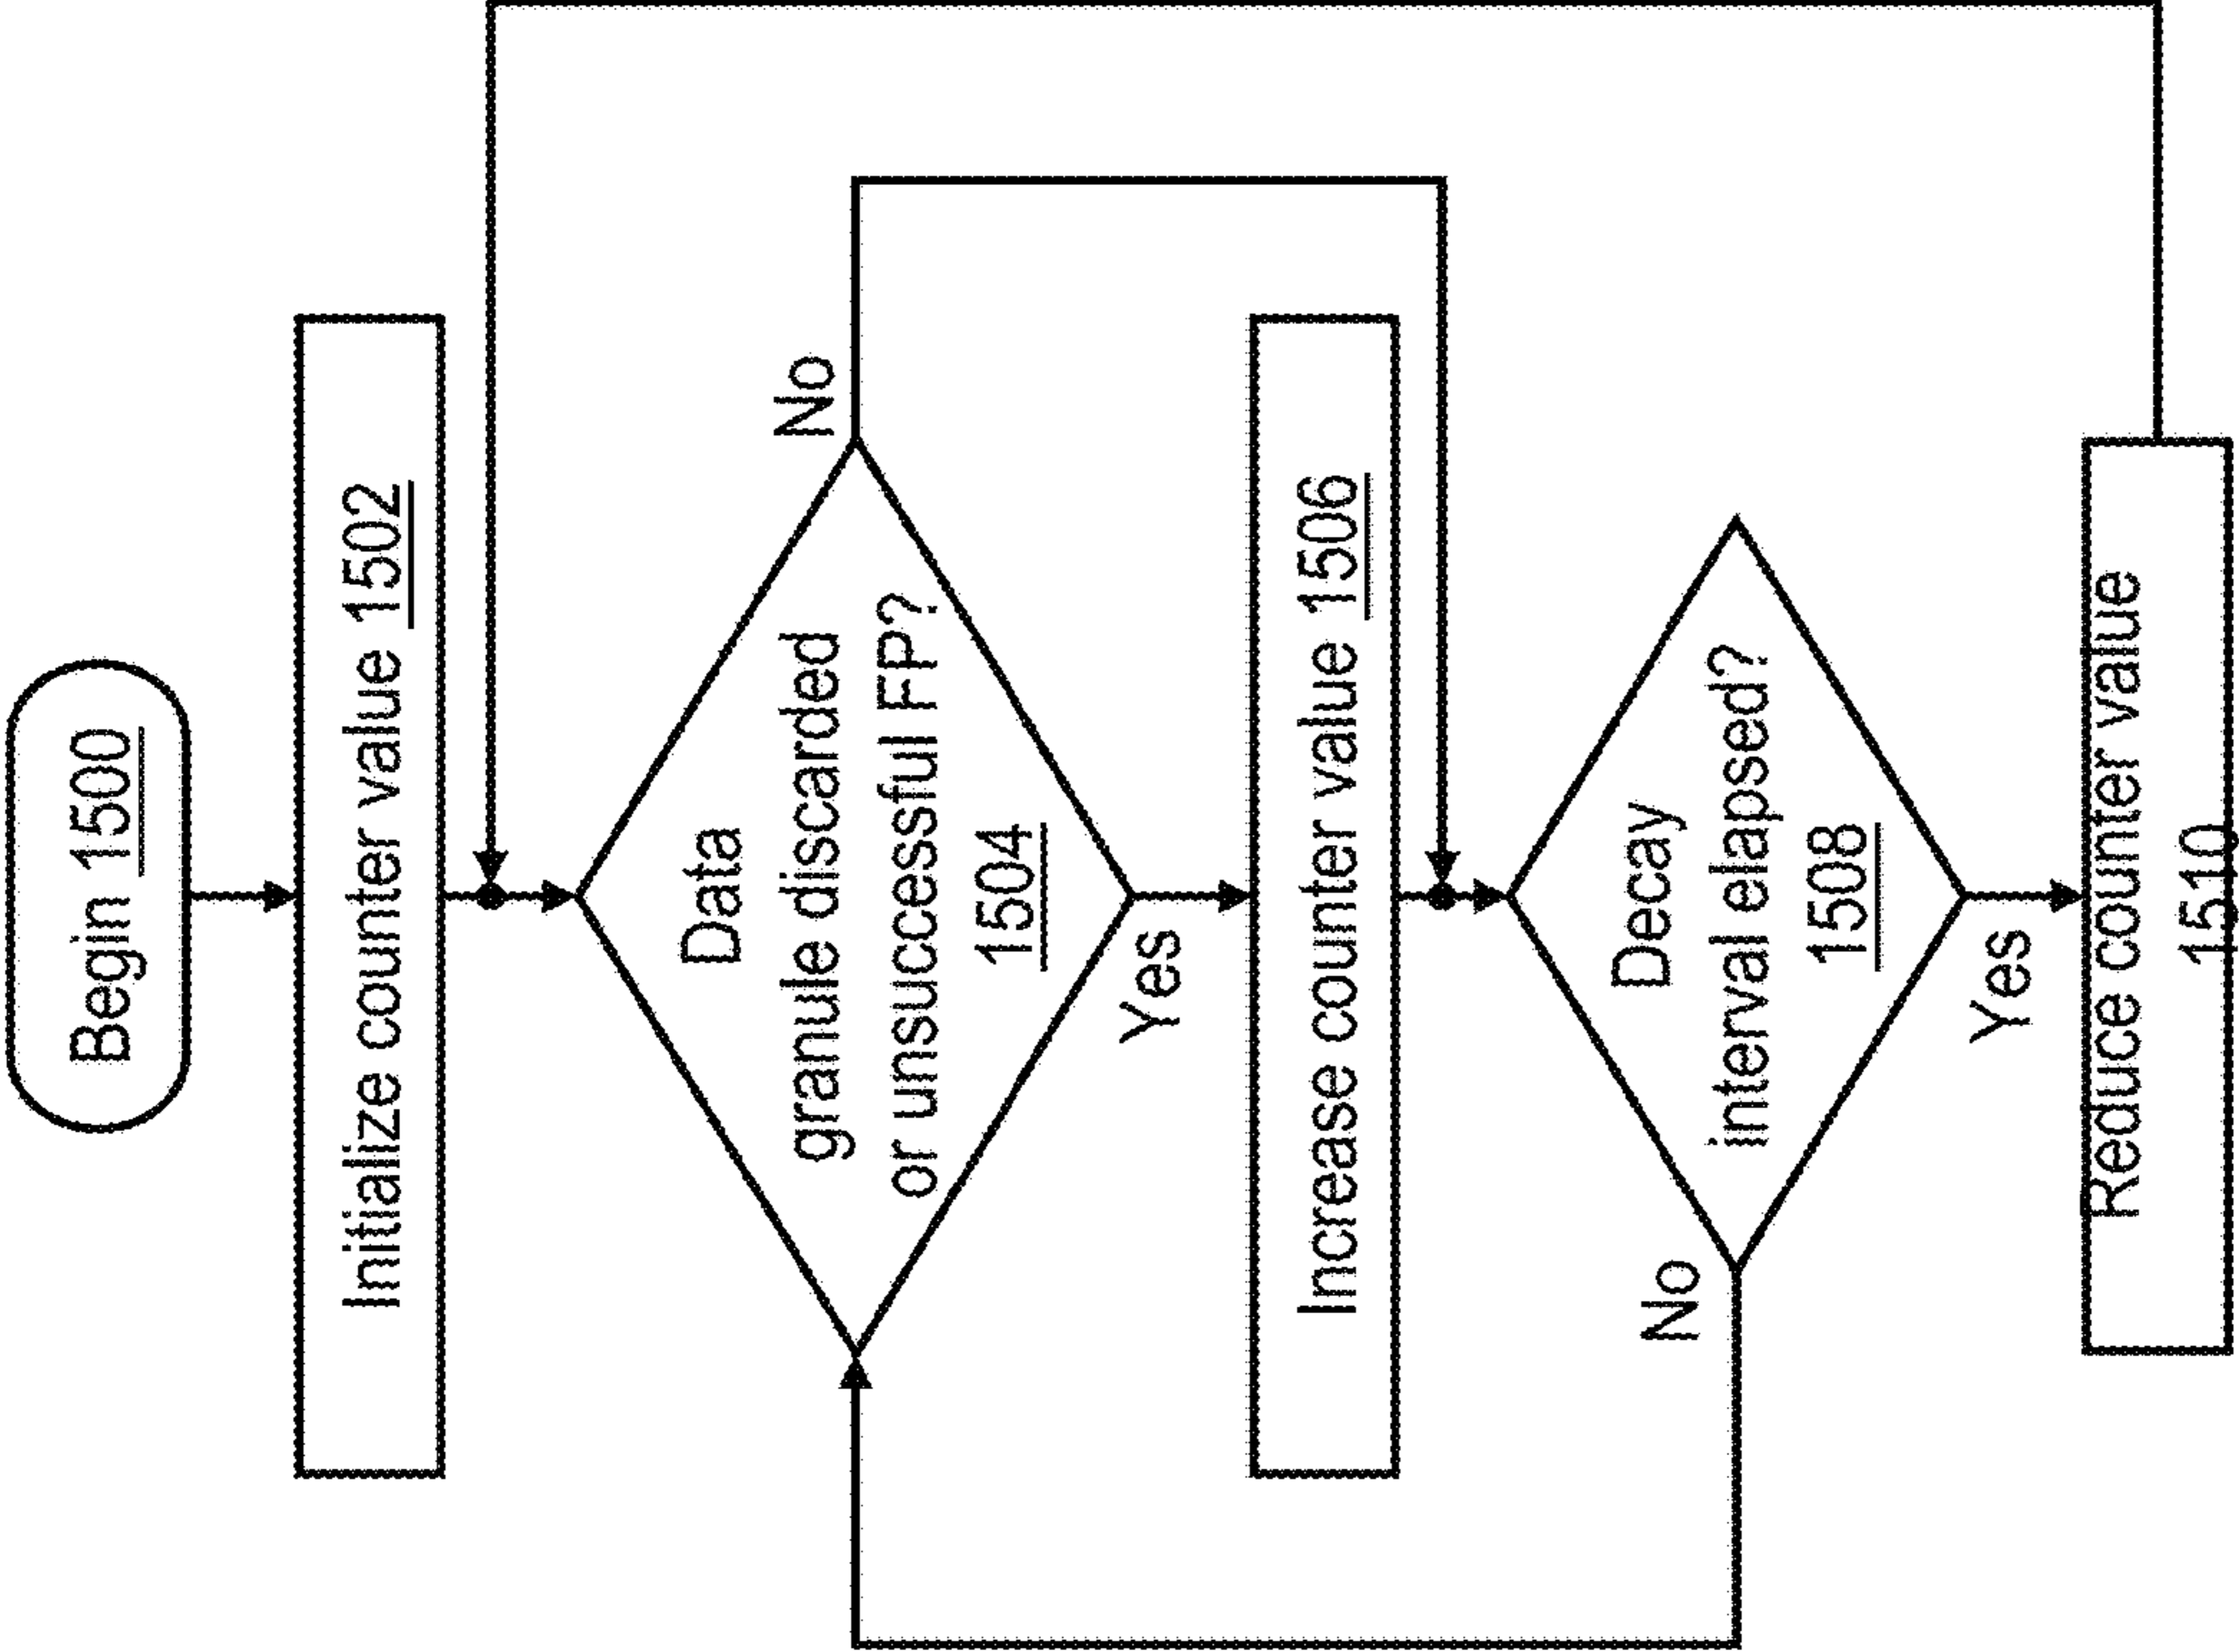 Begin 1500
Initialize counter value 1502
Data
granule discarded
or unsuccessful FP?
1504
No
Yes
Increase counter value 1506
Decay
interval elapsed?
1508
No
Yes
Reduce counter value
1510